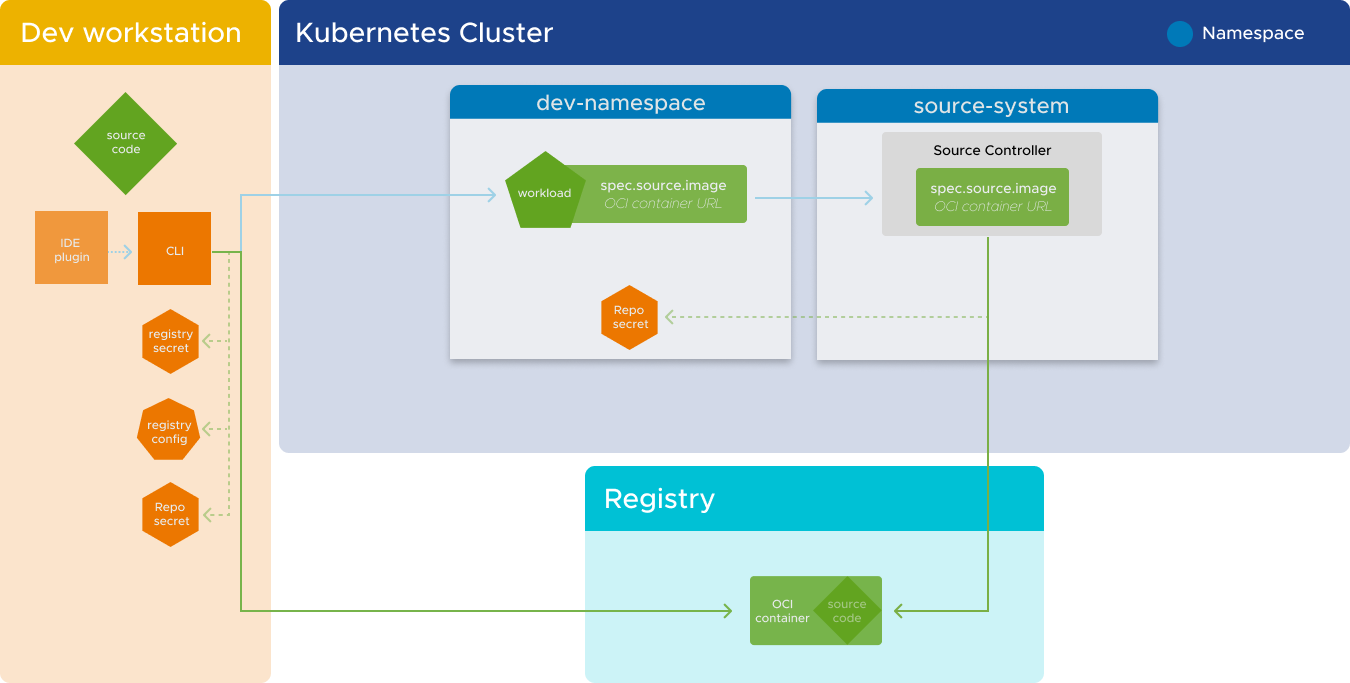 Dev workstation
Kubernetes Cluster
Namespace
source
code
IDE
plugin
CLI
registry
secret
registry
config
Repo
secret
dev-namespace
workload
spec.source.image
OCI container URL
Repo
secret
source-system
Source Controller
spec.source.image
OCI container URL
Registry
OCI
container
source
code